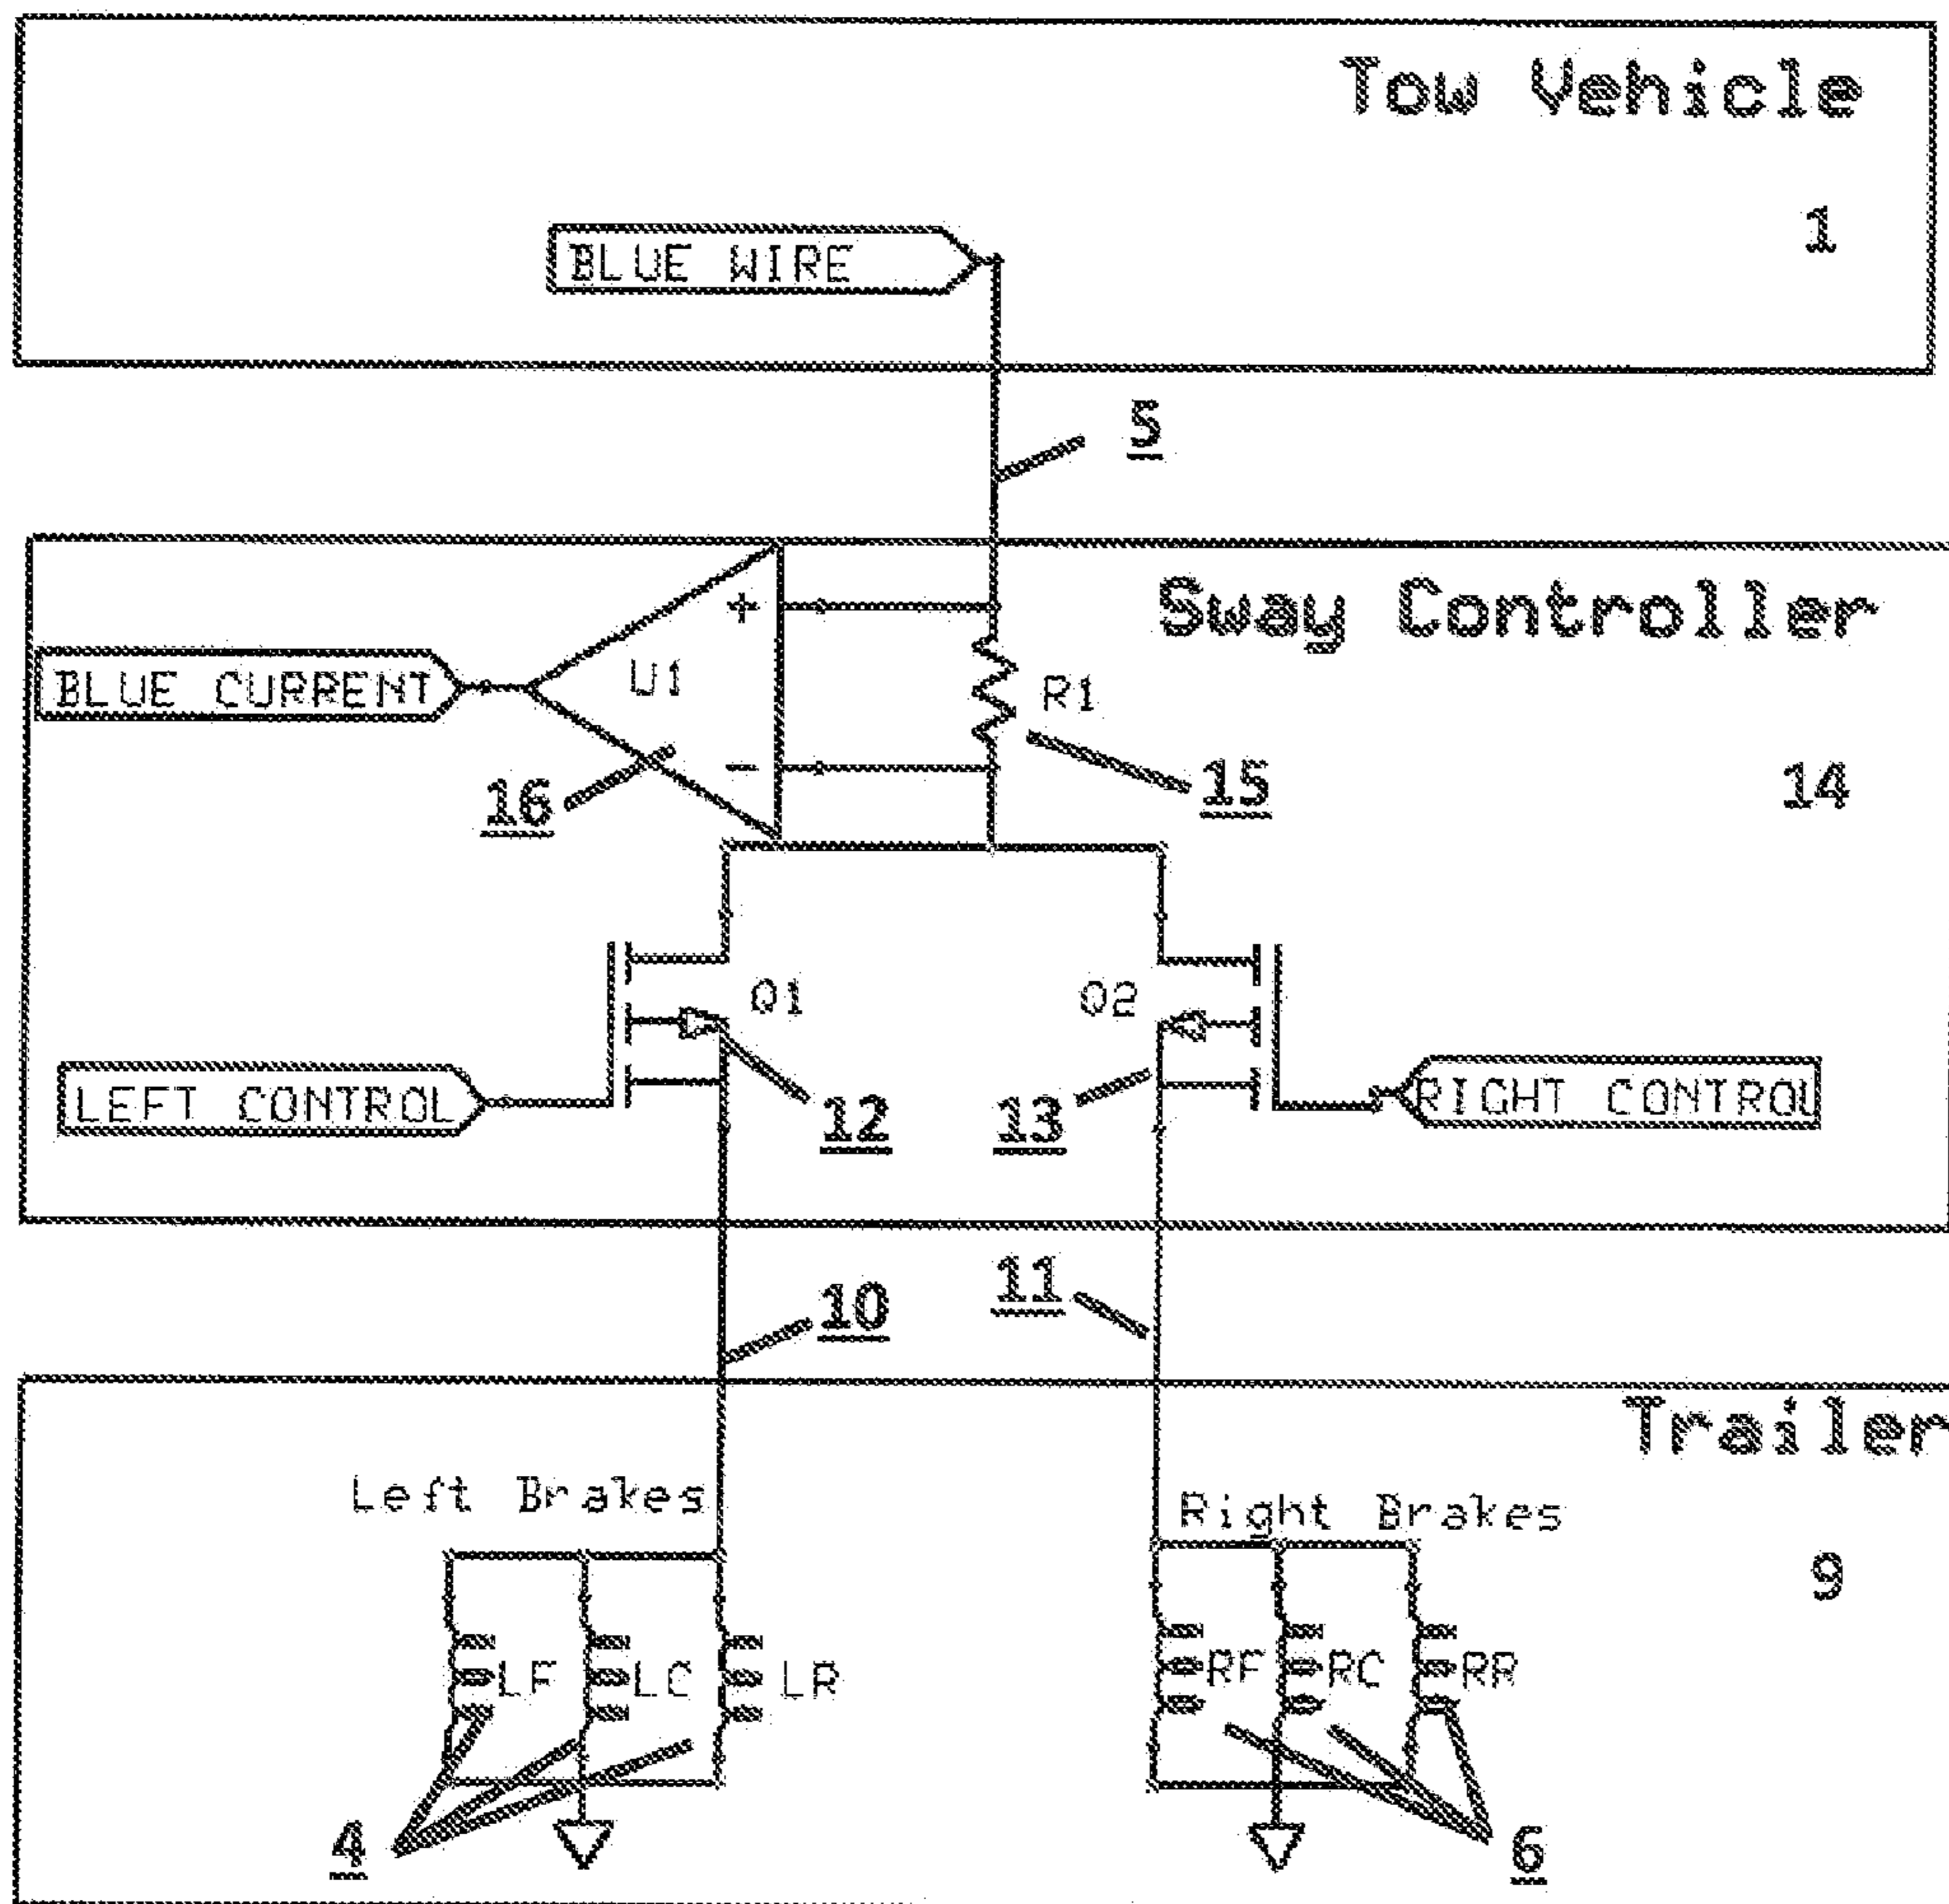 Tow Vehicle
1
BLUE WIRE
5
Sway Controller
+
BLUE CURRENT
U1
R1
-
16
15
14
Q1
Q2
LEFT CONTROL
12
13
RIGHT CONTROL
10
11
Trailer
Left Brakes
Right Brakes
9
LF LC LR RF RC RR
4
6